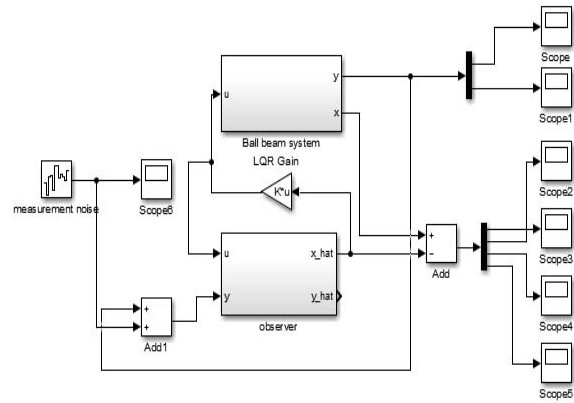 Scope
y
u
x
Scope1
Ball beam system
LQR Gain
Scope2
K*u
measurement noise
Scope6
Scope3
+
−
Add
u
x_hat
y
y_hat
observer
+
+
Add1
Scope4
Scope5